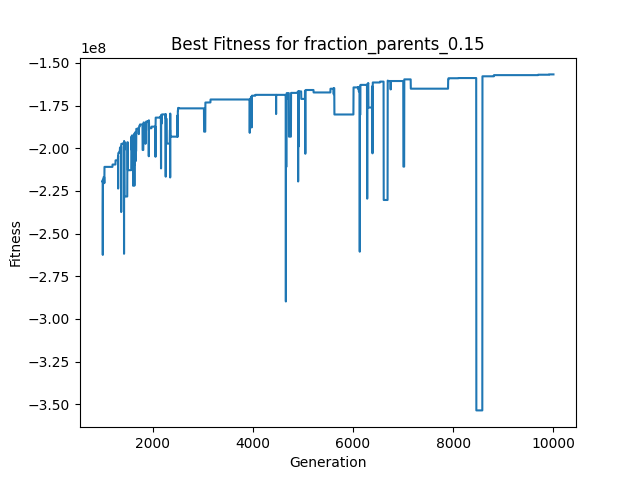 Best Fitness for fraction_parents_0.15
1e8
−1.50
−1.75
−2.00
−2.25
−2.50
−2.75
−3.00
−3.25
−3.50
Fitness
2000 4000 6000 8000 10000
Generation